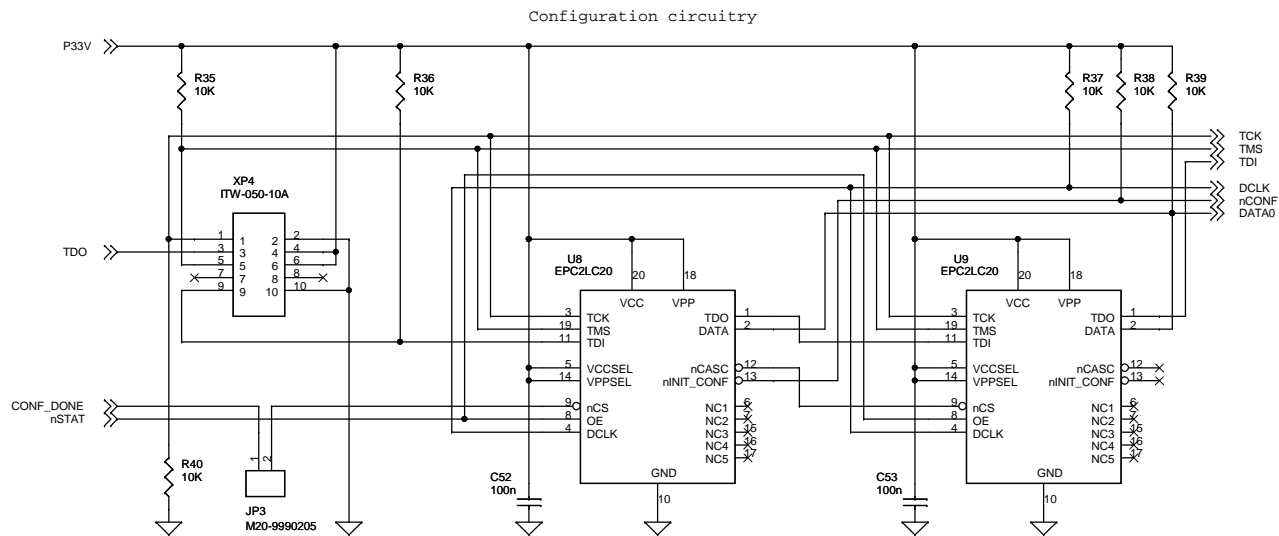 Configuration circuitry
P33V
R35
10K
R36
10K
R37
10K
R38
10K
R39
10K
TCK
TMS
TDI
DCLK
nCONF
DATA0
XP4
ITW-050-10A
1 1 2 2
3 3 4 4
5 5 6 6
7 7 8 8
9 9 10 10
TDO
U8
EPC2LC20
20 18
VCC VPP
3 TCK TDO 1
19 TMS DATA 2
11 TDI
5 VCCSEL nCASC 12
14 VPPSEL nINIT_CONF 13
9 nCS NC1 6
8 OE NC2 7
4 DCLK NC3 15
NC4 16
NC5 17
GND
10
U9
EPC2LC20
20 18
VCC VPP
3 TCK TDO 1
19 TMS DATA 2
11 TDI
5 VCCSEL nCASC 12
14 VPPSEL nINIT_CONF 13
9 nCS NC1 6
8 OE NC2 7
4 DCLK NC3 15
NC4 16
NC5 17
GND
10
CONF_DONE
nSTAT
R40
10K
1 2
JP3
M20-9990205
C52
100n
C53
100n